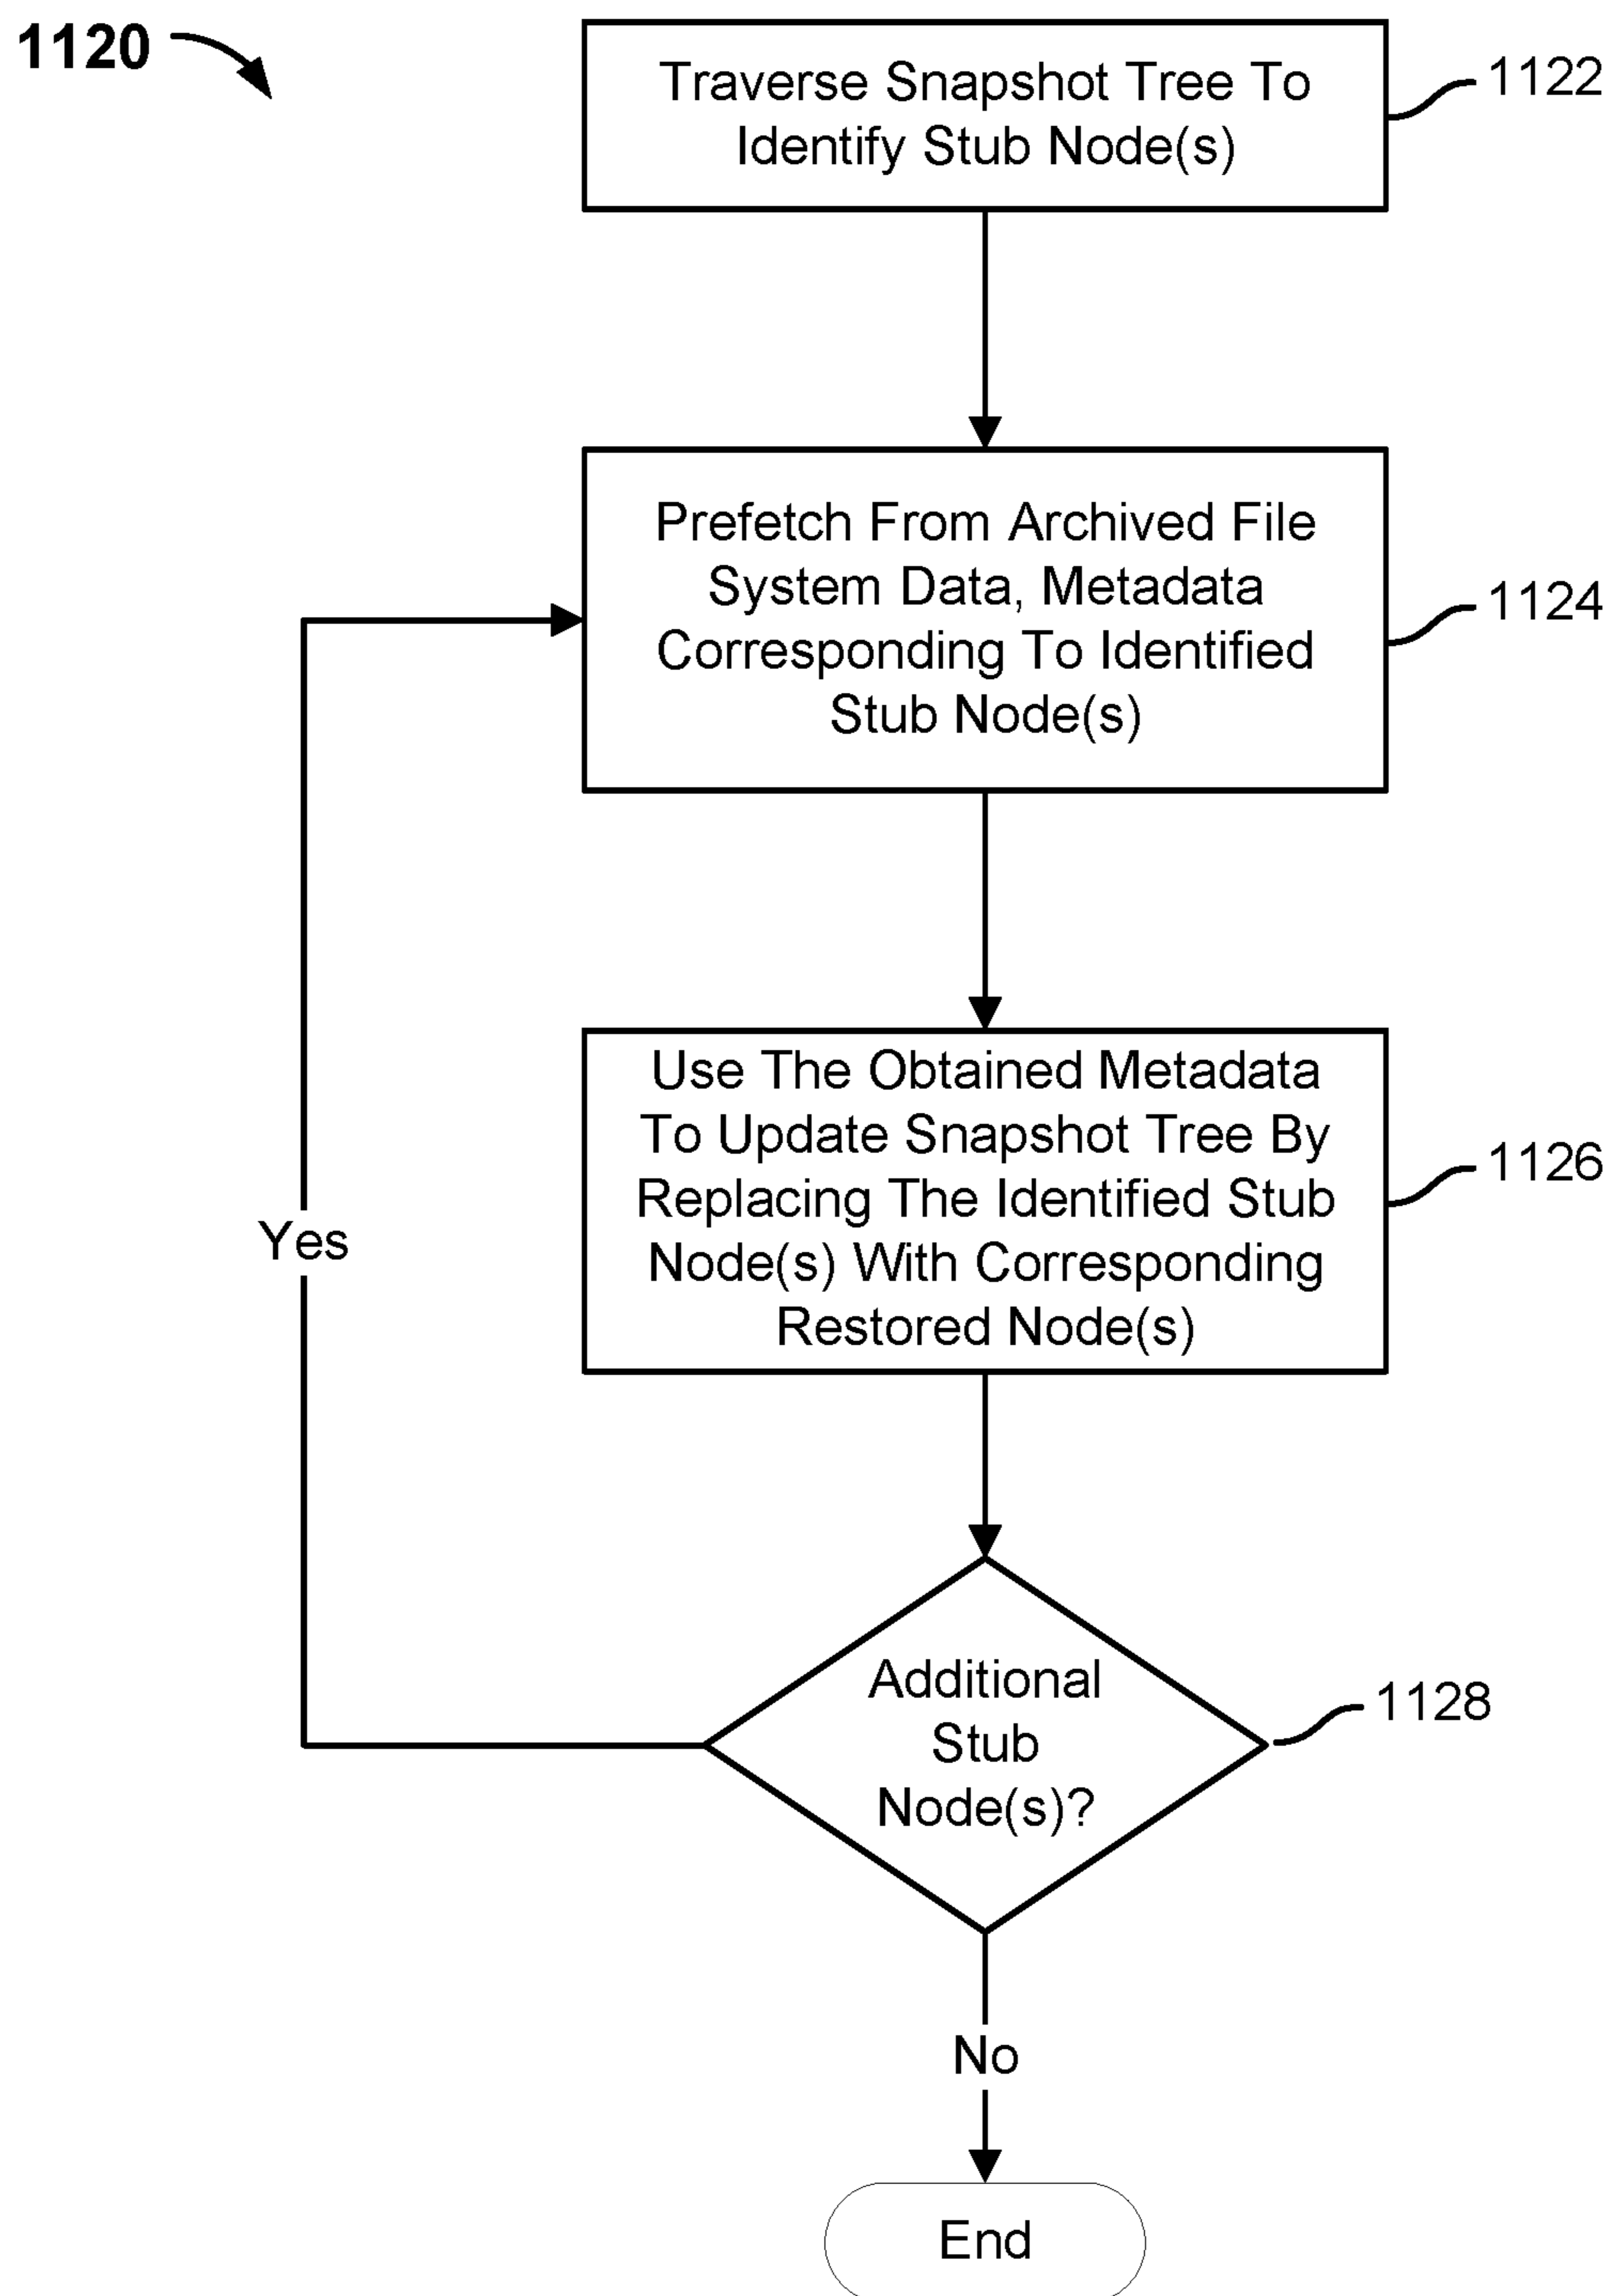 1120
Traverse Snapshot Tree To
Identify Stub Node(s)
1122
Prefetch From Archived File
System Data, Metadata
Corresponding To Identified
Stub Node(s)
1124
Use The Obtained Metadata
To Update Snapshot Tree By
Replacing The Identified Stub
Node(s) With Corresponding
Restored Node(s)
1126
Yes
Additional
Stub
Node(s)?
1128
No
End